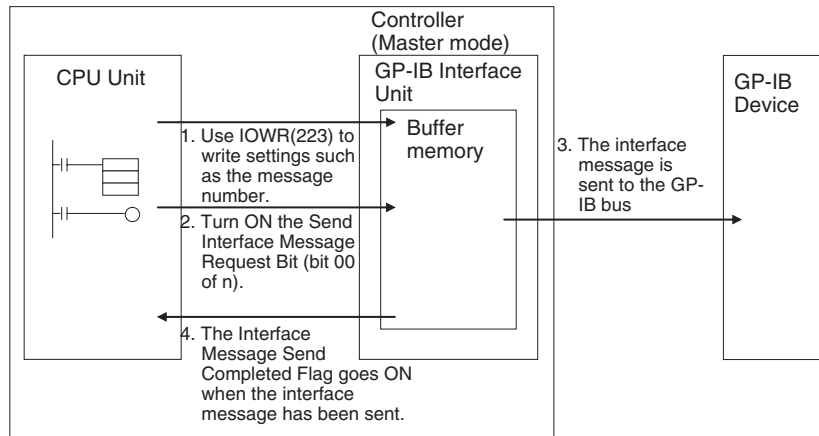 Controller
(Master mode)
CPU Unit
GP-IB Interface
Unit
GP-IB
Device
Buffer
memory
1. Use IOWR(223) to
write settings such
as the message
number.
2. Turn ON the Send
Interface Message
Request Bit (bit 00
of n).
3. The interface
message is
sent to the GP-
IB bus
4. The Interface
Message Send
Completed Flag goes ON
when the interface
message has been sent.